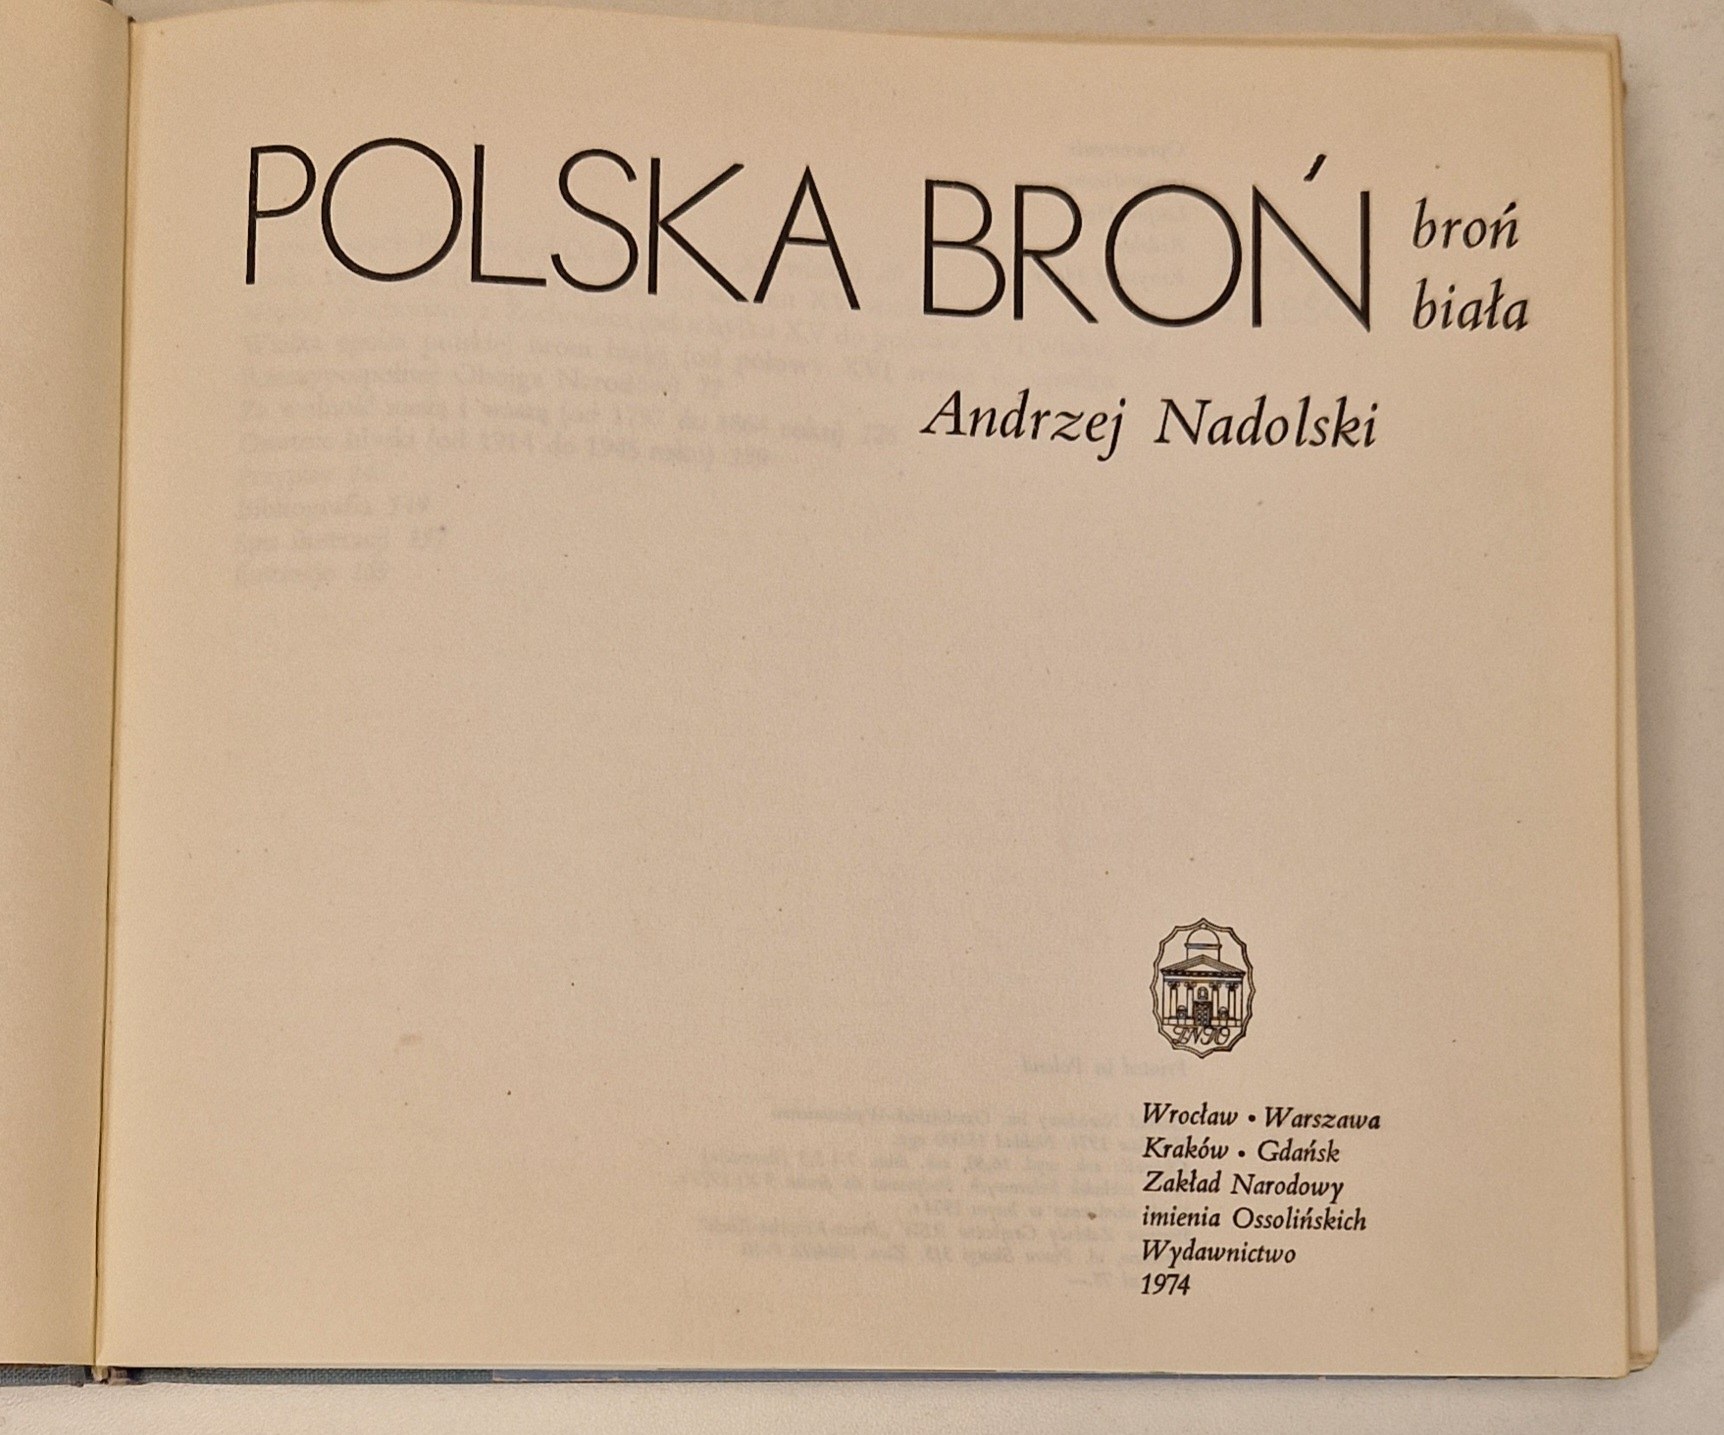 POLSKA BROŃ
broń
biała
Andrzej Nadolski
Wrocław • Warszawa
Kraków • Gdańsk
Zakład Narodowy
imienia Ossolińskich
Wydawnictwo
1974